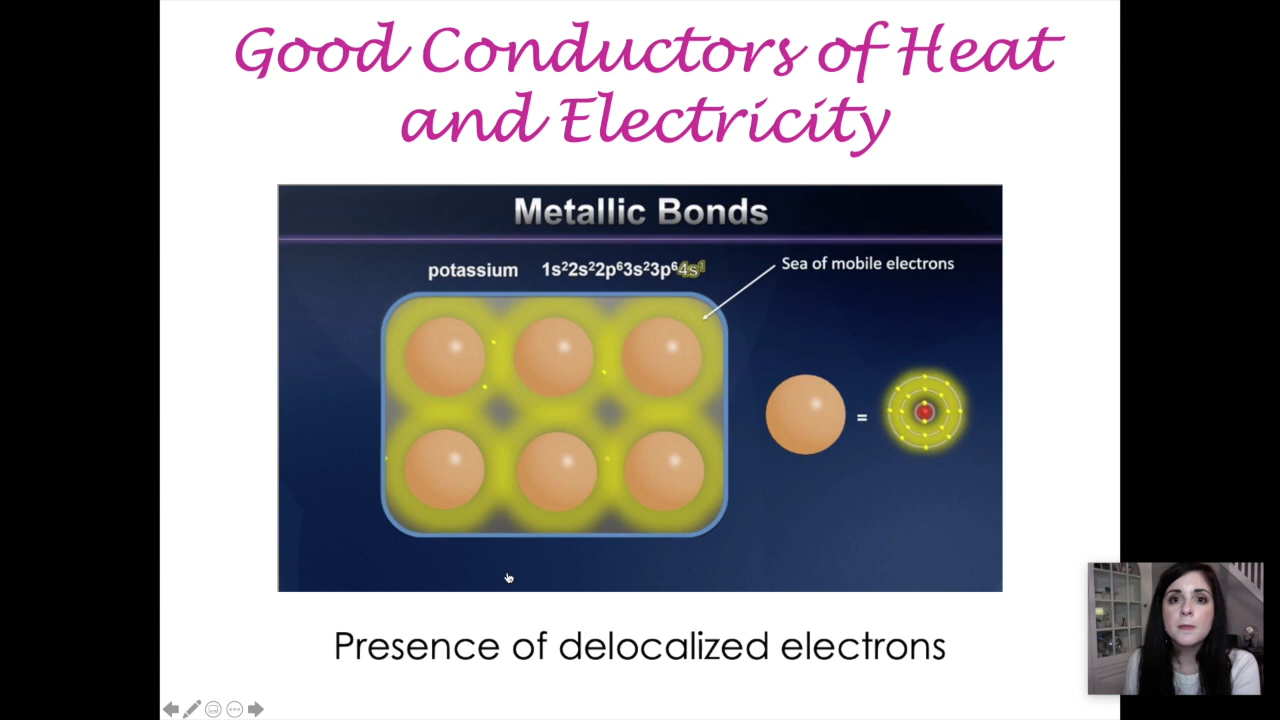 Good Conductors of Heat
and Electricity
Metallic Bonds
potassium 1s²2s²2p⁶3s²3p⁶4s¹
Sea of mobile electrons
=
Presence of delocalized electrons